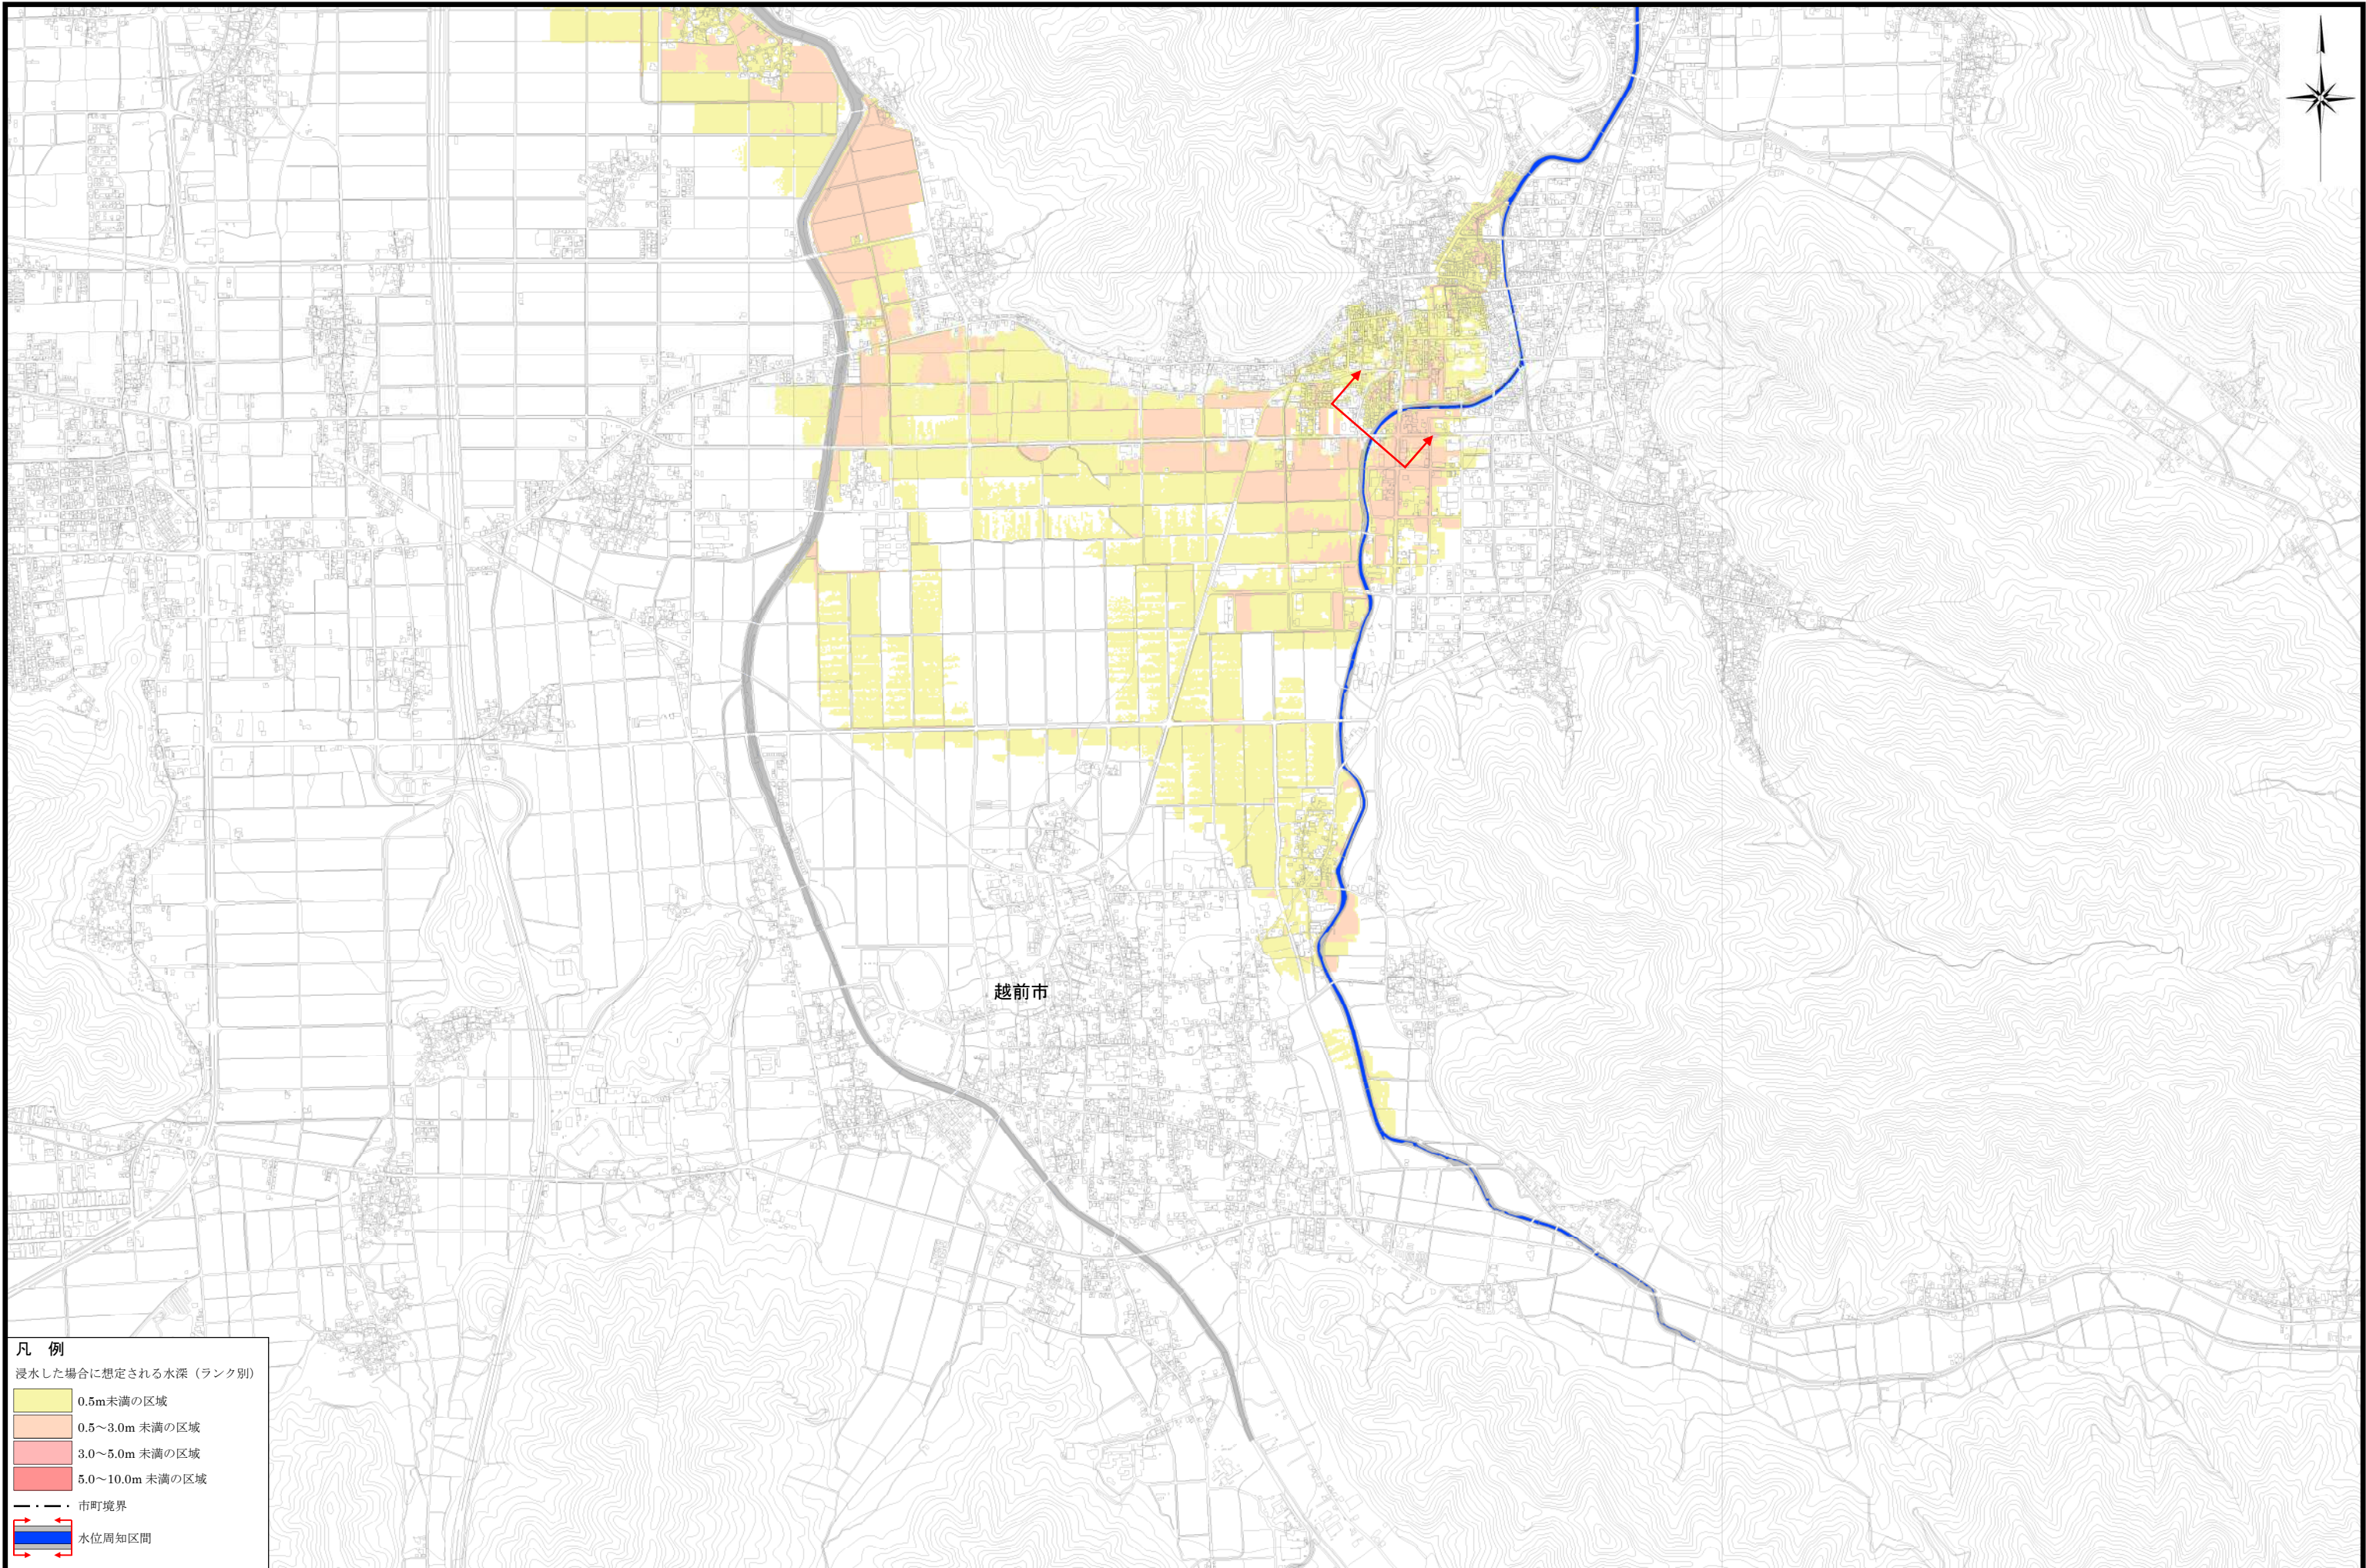 越前市
凡 例
浸水した場合に想定される水深（ランク別）
0.5m未満の区域
0.5～3.0m 未満の区域
3.0～5.0m 未満の区域
5.0～10.0m 未満の区域
市町境界
水位周知区間